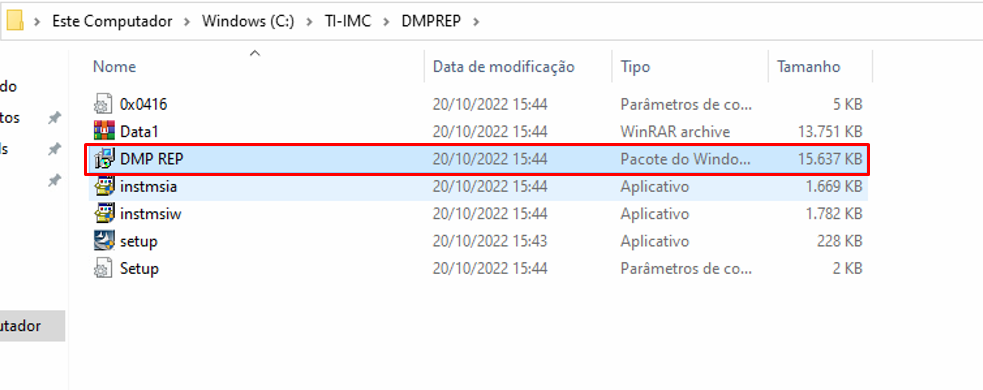 Este Computador > Windows (C:) > TI-IMC > DMPREP >
Nome Data de modificação Tipo Tamanho
0x0416 20/10/2022 15:44 Parâmetros de co... 5 KB
Data1 20/10/2022 15:44 WinRAR archive 13.751 KB
DMP REP 20/10/2022 15:44 Pacote do Windo... 15.637 KB
instmsia 20/10/2022 15:44 Aplicativo 1.669 KB
instmsiw 20/10/2022 15:44 Aplicativo 1.782 KB
setup 20/10/2022 15:43 Aplicativo 228 KB
Setup 20/10/2022 15:44 Parâmetros de co... 2 KB
do
tos
ls
utador